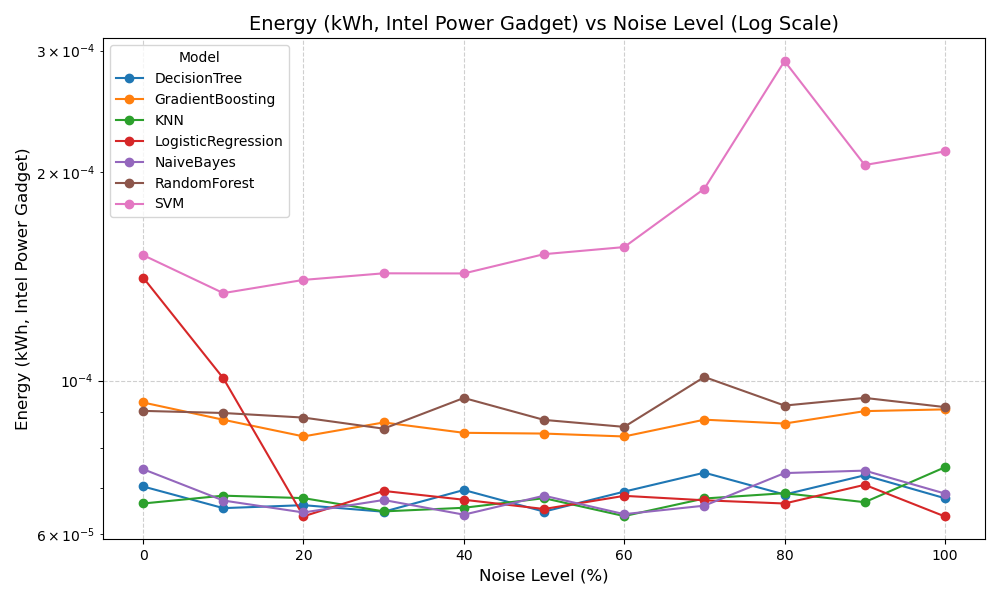 Energy (kWh, Intel Power Gadget) vs Noise Level (Log Scale)
Energy (kWh, Intel Power Gadget)
3 × 10⁻⁴
2 × 10⁻⁴
10⁻⁴
6 × 10⁻⁵
Model
DecisionTree
GradientBoosting
KNN
LogisticRegression
NaiveBayes
RandomForest
SVM
0 20 40 60 80 100
Noise Level (%)